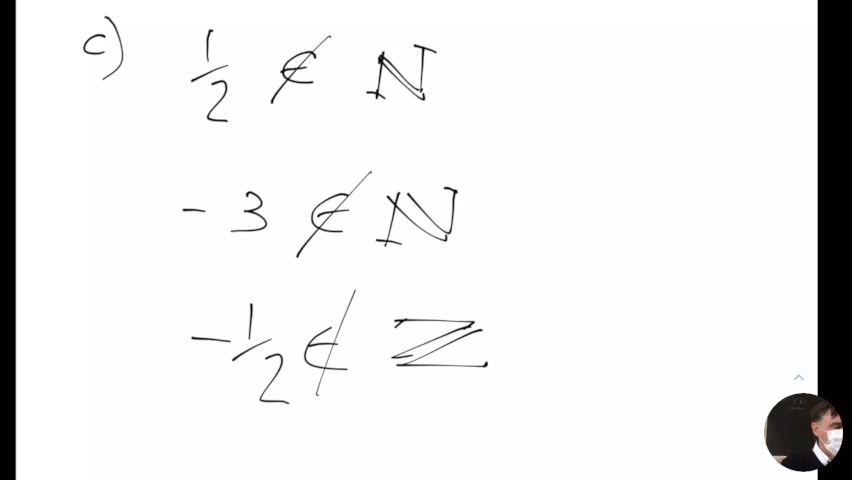 c) 1/2 ∉ ℕ
-3 ∉ ℕ
-1/2 ∉ ℤ